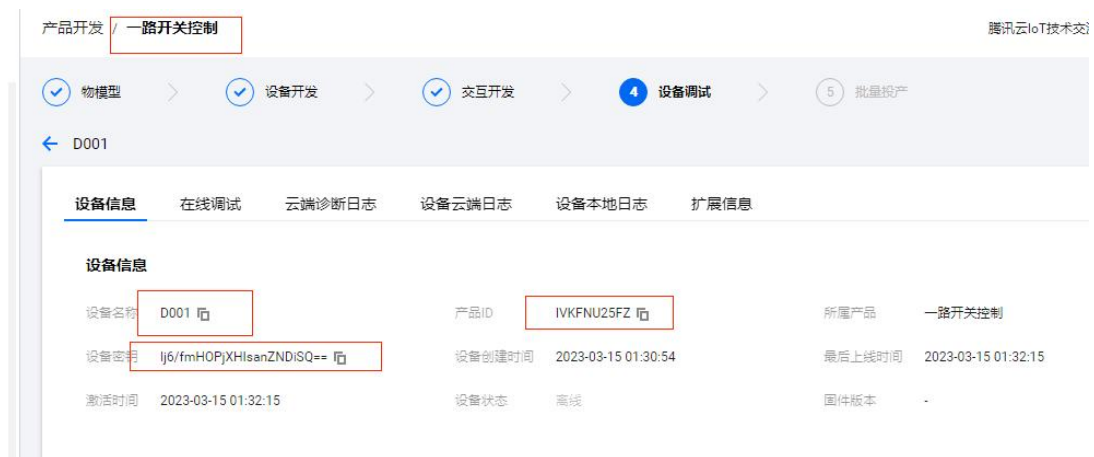 产品开发 / 一路开关控制
腾讯云IoT技术交
物模型 设备开发 交互开发 4 设备调试 5 批量投产
D001
设备信息 在线调试 云端诊断日志 设备云端日志 设备本地日志 扩展信息
设备信息
设备名称 D001 产品ID IVKFNU25FZ 所属产品 一路开关控制
设备密钥 Ij6/fmHOPjXHIsanZNDiSQ== 设备创建时间 2023-03-15 01:30:54 最后上线时间 2023-03-15 01:32:15
激活时间 2023-03-15 01:32:15 设备状态 离线 固件版本 -